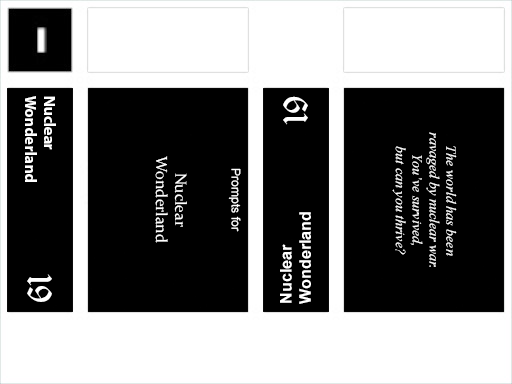 Nuclear
Wonderland
19
Prompts for
Nuclear
Wonderland
Nuclear
Wonderland
19
The world has been
ravaged by nuclear war.
You've survived,
but can you thrive?